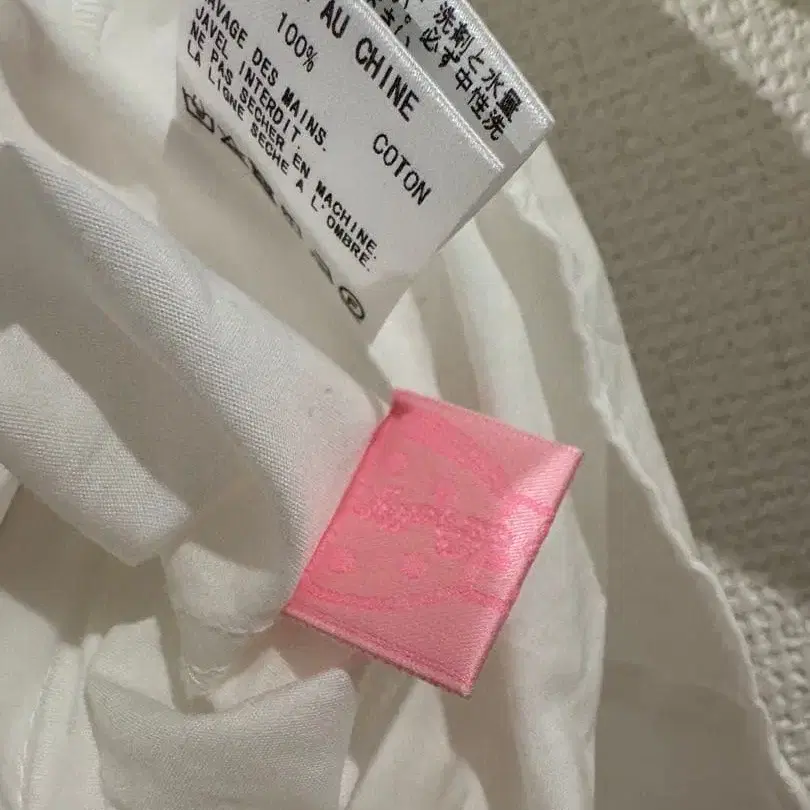 AU CHINE
100%
COTON
LAVAGE DES MAINS.
JAVEL INTERDIT.
NE PAS SECHER EN MACHINE.
LA LIGNE SECHE A L'OMBRE.
洗剤と水量
必ず中性洗